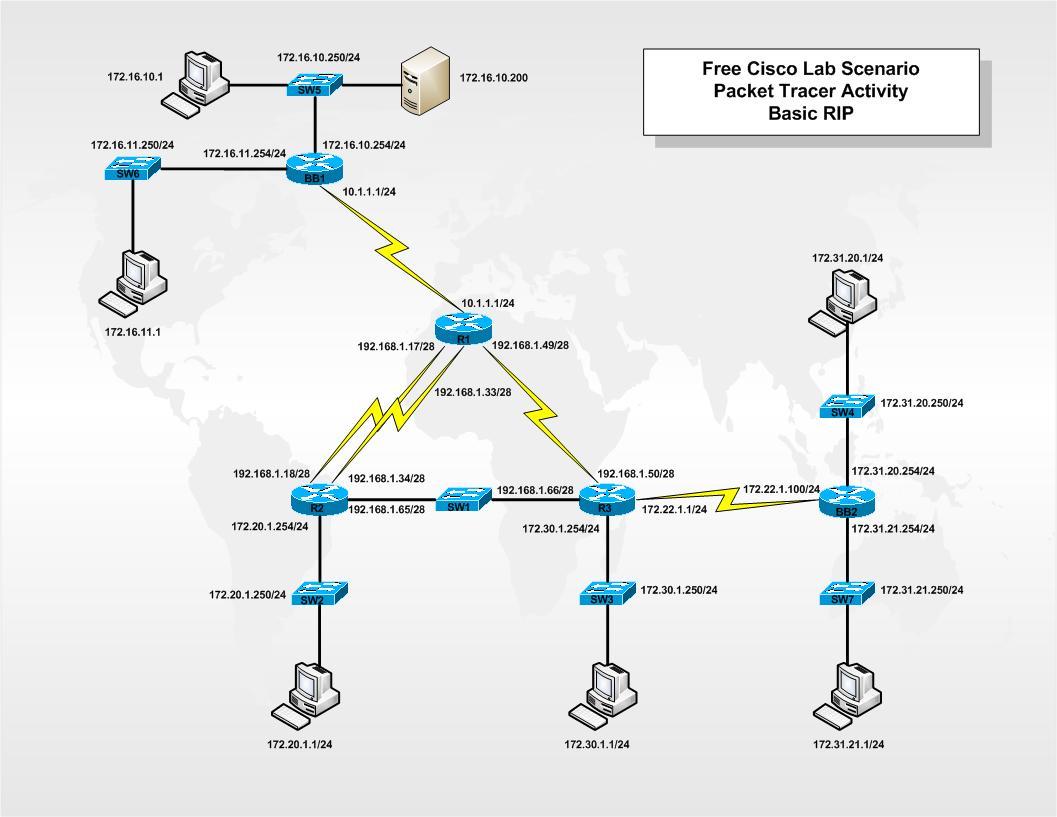 172.16.10.250/24
Free Cisco Lab Scenario
Packet Tracer Activity
Basic RIP
172.16.10.1
172.16.10.200
SW5
172.16.11.250/24
172.16.11.254/24
172.16.10.254/24
SW6
BB1
10.1.1.1/24
172.16.11.1
172.31.20.1/24
10.1.1.1/24
R1
192.168.1.17/28
192.168.1.49/28
192.168.1.33/28
SW4
172.31.20.250/24
192.168.1.18/28
192.168.1.34/28
192.168.1.50/28
172.31.20.254/24
192.168.1.66/28
172.22.1.100/24
R2
192.168.1.65/28
SW1
R3
172.22.1.1/24
BB2
172.20.1.254/24
172.30.1.254/24
172.31.21.254/24
172.20.1.250/24
SW2
SW3
172.30.1.250/24
SW7
172.31.21.250/24
172.20.1.1/24
172.30.1.1/24
172.31.21.1/24